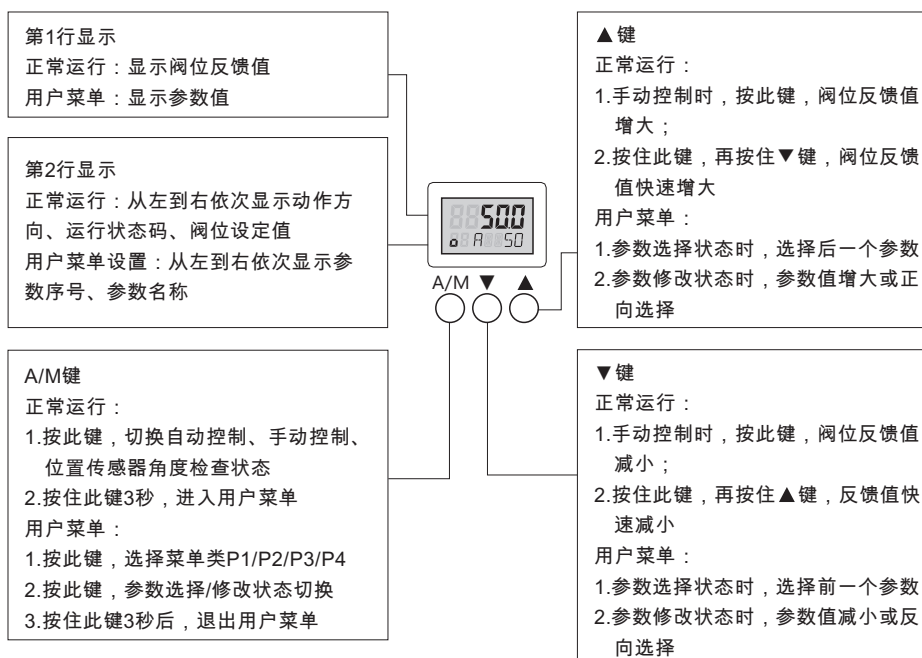 第1行显示
正常运行：显示阀位反馈值
用户菜单：显示参数值
第2行显示
正常运行：从左到右依次显示动作方
向、运行状态码、阀位设定值
用户菜单设置：从左到右依次显示参
数序号、参数名称
50.0
A 50
A/M ▼ ▲
A/M键
正常运行：
1.按此键，切换自动控制、手动控制、
位置传感器角度检查状态
2.按住此键3秒，进入用户菜单
用户菜单：
1.按此键，选择菜单类P1/P2/P3/P4
2.按此键，参数选择/修改状态切换
3.按住此键3秒后，退出用户菜单
▲键
正常运行：
1.手动控制时，按此键，阀位反馈值
增大；
2.按住此键，再按住▼键，阀位反馈
值快速增大
用户菜单：
1.参数选择状态时，选择后一个参数
2.参数修改状态时，参数值增大或正
向选择
▼键
正常运行：
1.手动控制时，按此键，阀位反馈值
减小；
2.按住此键，再按住▲键，反馈值快
速减小
用户菜单：
1.参数选择状态时，选择前一个参数
2.参数修改状态时，参数值减小或反
向选择